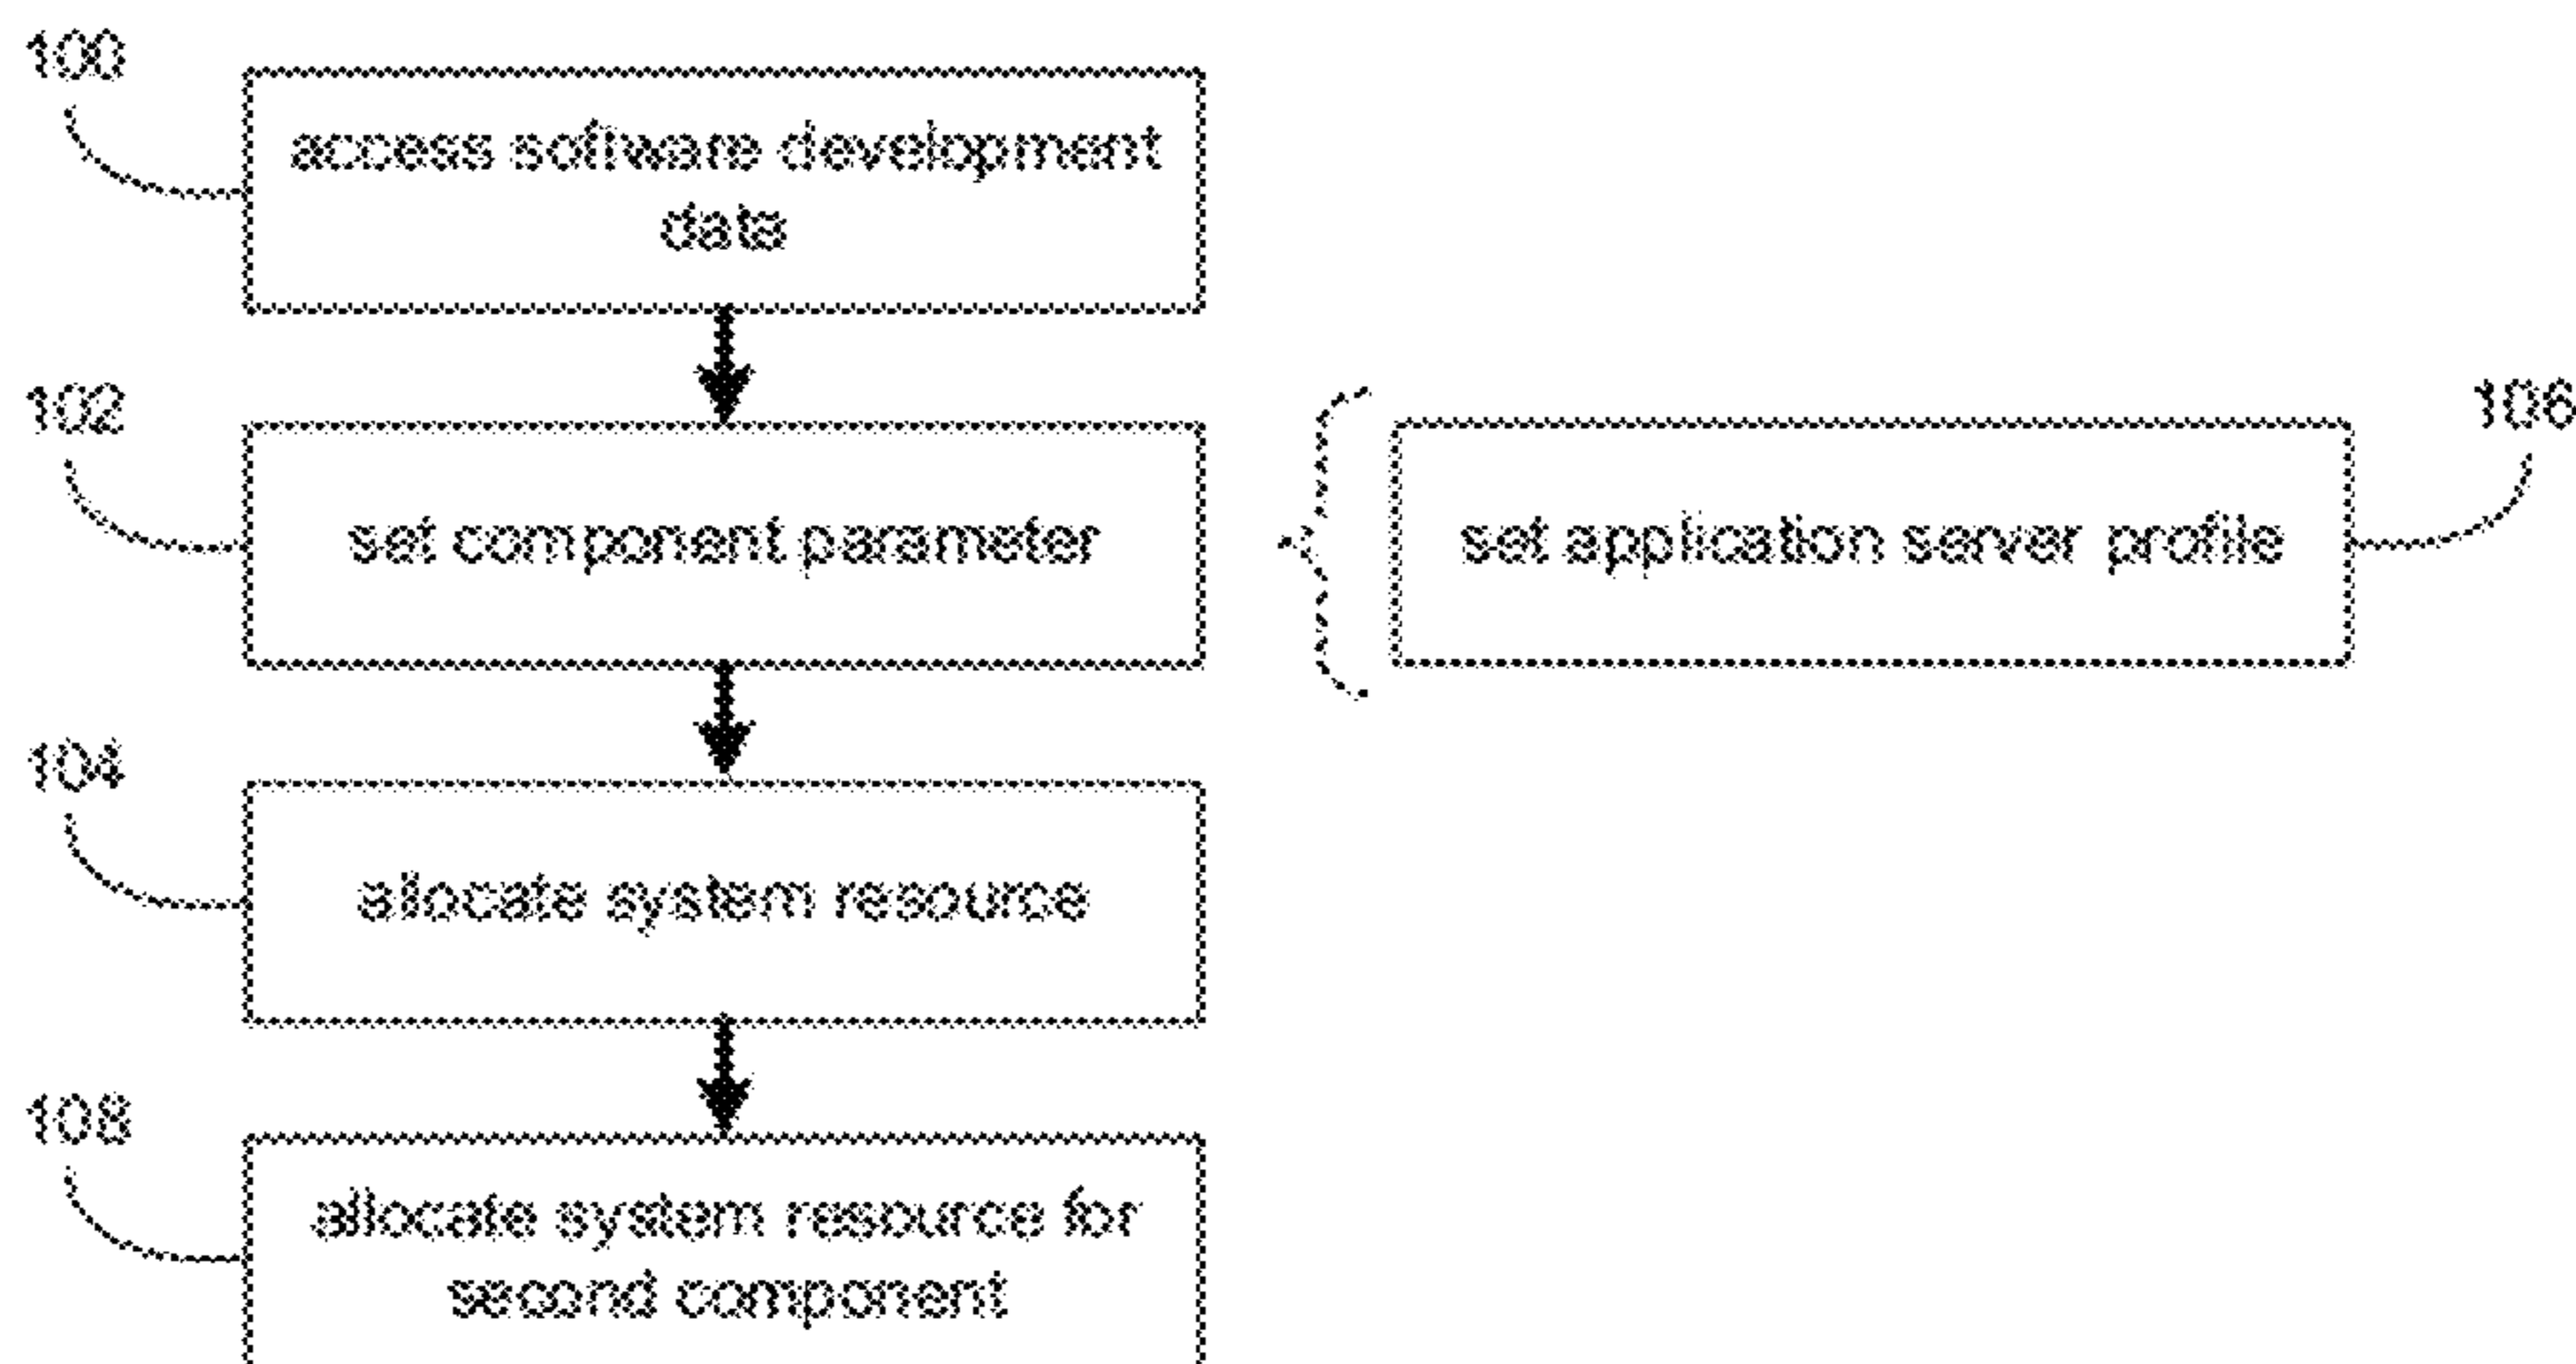 100
access software development
data
102
set component parameter
106
set application server profile
104
allocate system resource
108
allocate system resource for
second component